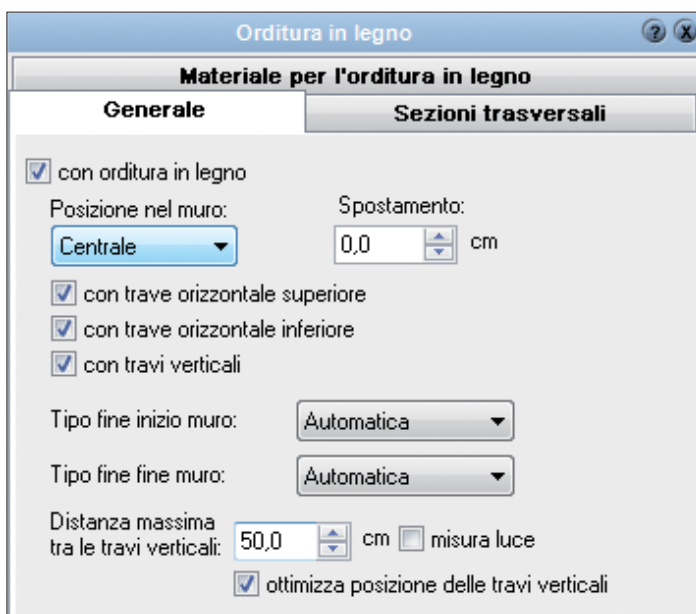 Orditura in legno
Materiale per l'orditura in legno
Generale
Sezioni trasversali
con orditura in legno
Posizione nel muro:
Spostamento:
Centrale
0,0
cm
con trave orizzontale superiore
con trave orizzontale inferiore
con travi verticali
Tipo fine inizio muro:
Automatica
Tipo fine fine muro:
Automatica
Distanza massima
tra le travi verticali:
50,0
cm
misura luce
ottimizza posizione delle travi verticali